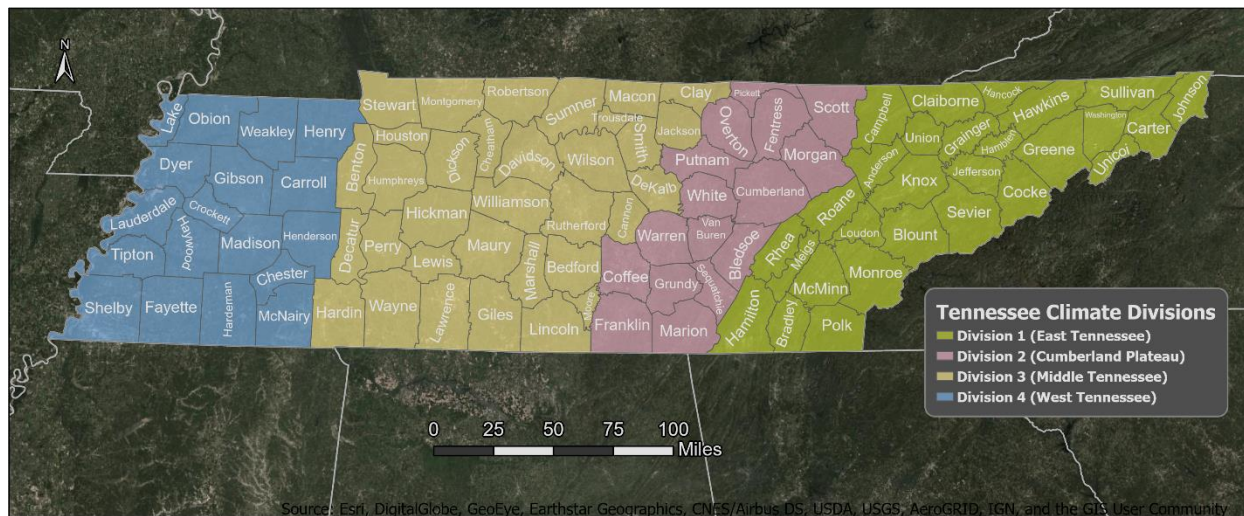 N
Lake
Obion
Weakley
Henry
Dyer
Gibson
Carroll
Lauderdale
Crockett
Haywood
Madison
Henderson
Tipton
Chester
Shelby
Fayette
Hardeman
McNairy
Stewart
Montgomery
Robertson
Sumner
Macon
Trousdale
Clay
Jackson
Smith
Houston
Benton
Humphreys
Dickson
Cheatham
Davidson
Wilson
DeKalb
Hickman
Williamson
Rutherford
Cannon
Decatur
Perry
Lewis
Maury
Marshall
Bedford
Hardin
Wayne
Lawrence
Giles
Lincoln
Moore
Pickett
Overton
Fentress
Scott
Putnam
Morgan
White
Cumberland
Warren
Van
Buren
Bledsoe
Coffee
Grundy
Sequatchie
Franklin
Marion
Campbell
Claiborne
Hancock
Hawkins
Sullivan
Johnson
Union
Grainger
Hamblen
Washington
Carter
Greene
Unicoi
Anderson
Knox
Jefferson
Cocke
Roane
Sevier
Loudon
Blount
Rhea
Meigs
Monroe
McMinn
Hamilton
Bradley
Polk
Tennessee Climate Divisions
Division 1 (East Tennessee)
Division 2 (Cumberland Plateau)
Division 3 (Middle Tennessee)
Division 4 (West Tennessee)
0 25 50 75 100
Miles
Source: Esri, DigitalGlobe, GeoEye, Earthstar Geographics, CNES/Airbus DS, USDA, USGS, AeroGRID, IGN, and the GIS User Community